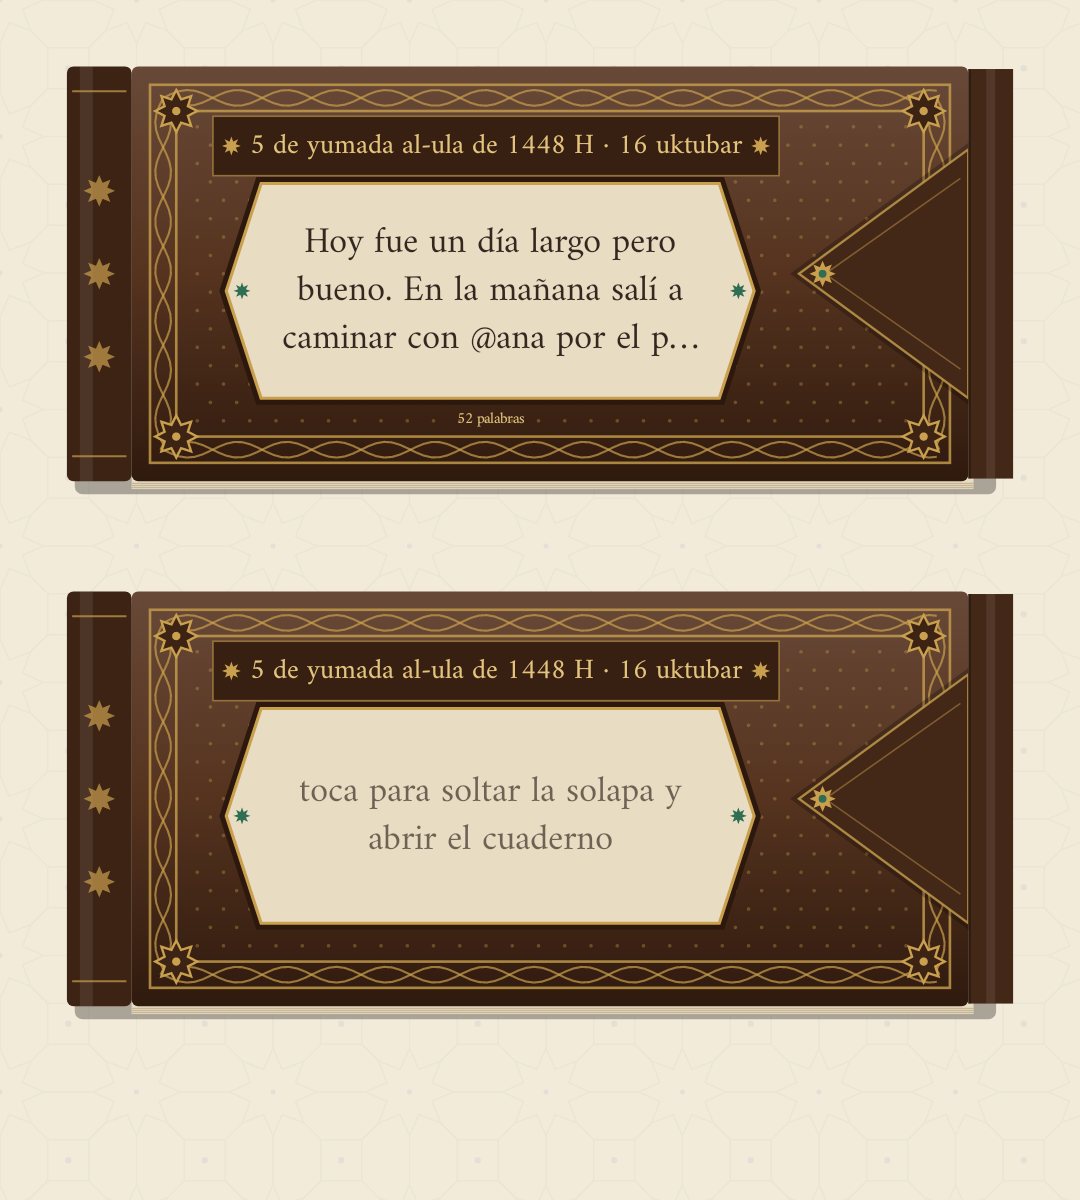 5 de yumada al-ula de 1448 H · 16 uktubar
Hoy fue un día largo pero
bueno. En la mañana salí a
caminar con @ana por el p…
52 palabras
5 de yumada al-ula de 1448 H · 16 uktubar
toca para soltar la solapa y
abrir el cuaderno